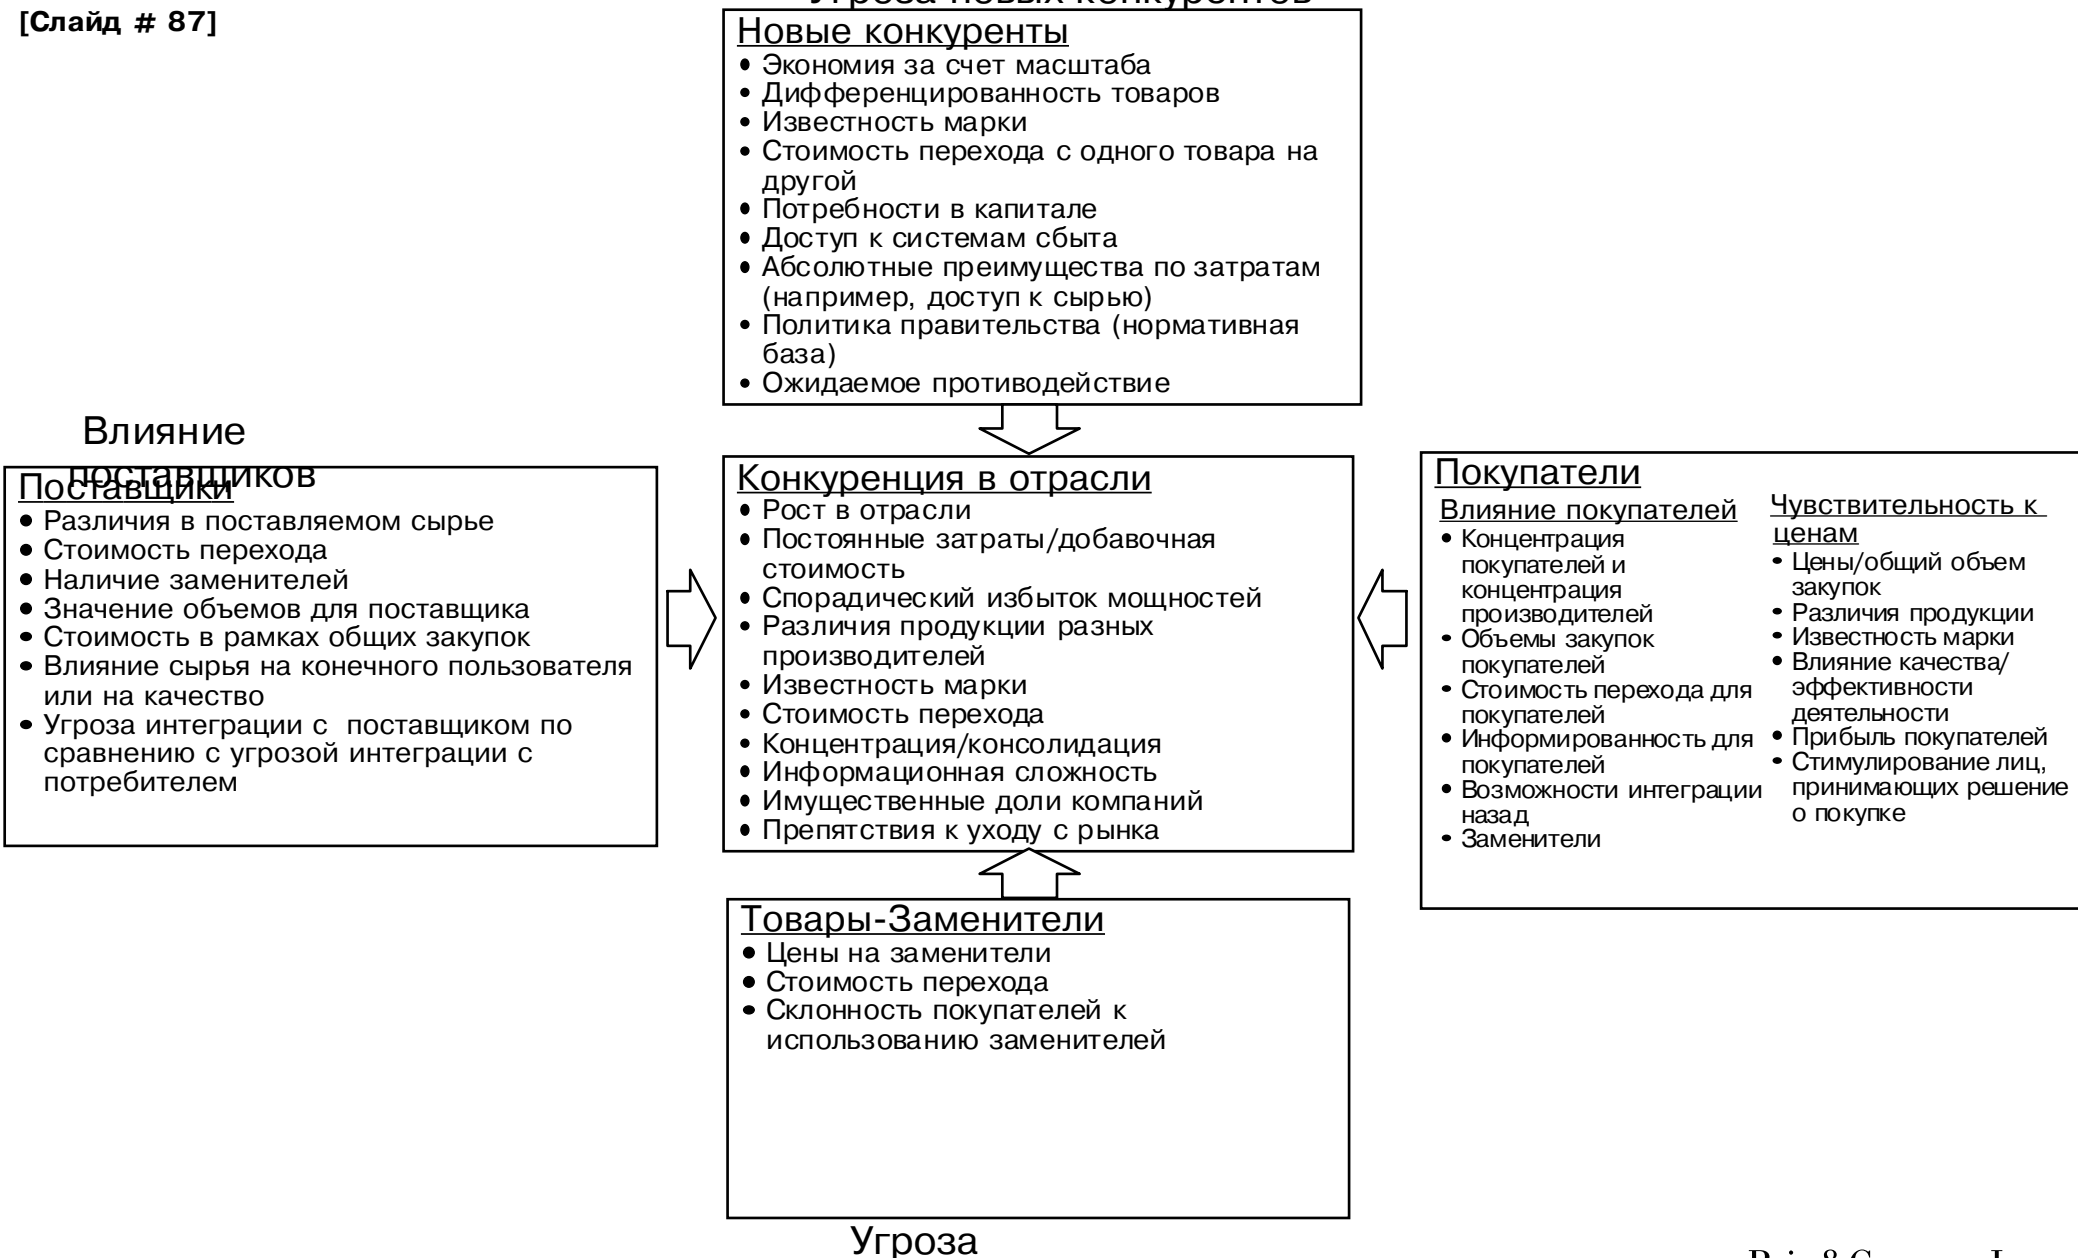 [Слайд # 87]
Угроза новых конкурентов
Новые конкуренты
• Экономия за счет масштаба
• Дифференцированность товаров
• Известность марки
• Стоимость перехода с одного товара на
другой
• Потребности в капитале
• Доступ к системам сбыта
• Абсолютные преимущества по затратам
(например, доступ к сырью)
• Политика правительства (нормативная
база)
• Ожидаемое противодействие
Влияние
поставщиков
Поставщики
• Различия в поставляемом сырье
• Стоимость перехода
• Наличие заменителей
• Значение объемов для поставщика
• Стоимость в рамках общих закупок
• Влияние сырья на конечного пользователя
или на качество
• Угроза интеграции с поставщиком по
сравнению с угрозой интеграции с
потребителем
Конкуренция в отрасли
• Рост в отрасли
• Постоянные затраты/добавочная
стоимость
• Спорадический избыток мощностей
• Различия продукции разных
производителей
• Известность марки
• Стоимость перехода
• Концентрация/консолидация
• Информационная сложность
• Имущественные доли компаний
• Препятствия к уходу с рынка
Покупатели
Влияние покупателей
• Концентрация
покупателей и
концентрация
производителей
• Объемы закупок
покупателей
• Стоимость перехода для
покупателей
• Информированность для
покупателей
• Возможности интеграции
назад
• Заменители
Чувствительность к
ценам
• Цены/общий объем
закупок
• Различия продукции
• Известность марки
• Влияние качества/
эффективности
деятельности
• Прибыль покупателей
• Стимулирование лиц,
принимающих решение
о покупке
Товары-Заменители
• Цены на заменители
• Стоимость перехода
• Склонность покупателей к
использованию заменителей
Угроза